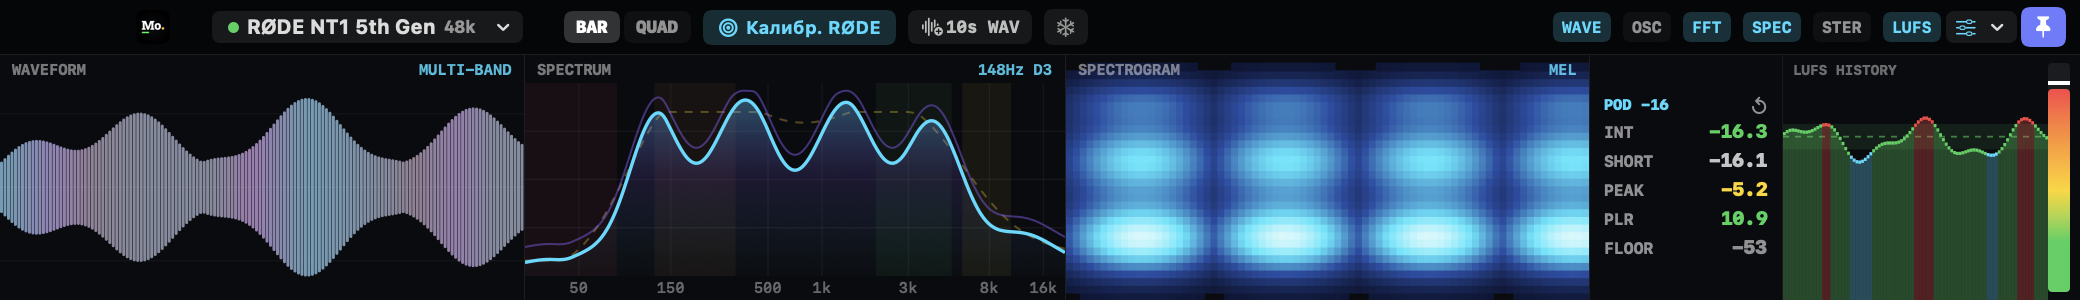 Mo. RØDE NT1 5th Gen 48k BAR QUAD Калибр. RØDE 10s WAV WAVE OSC FFT SPEC STER LUFS
WAVEFORM MULTI-BAND
SPECTRUM 148Hz D3
50 150 500 1k 3k 8k 16k
SPECTROGRAM MEL
POD -16
INT -16.3
SHORT -16.1
PEAK -5.2
PLR 10.9
FLOOR -53
LUFS HISTORY